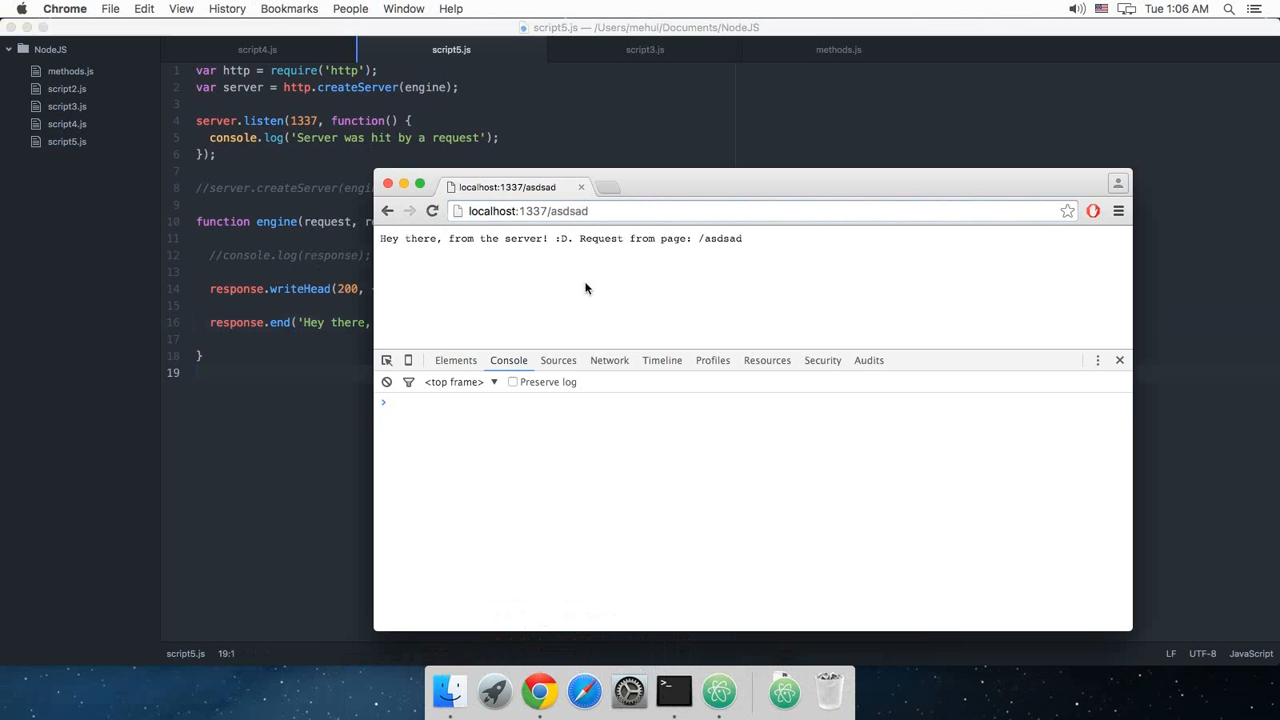 Chrome File Edit View History Bookmarks People Window Help Tue 1:06 AM
script5.js — /Users/mehul/Documents/NodeJS
NodeJS
methods.js
script2.js
script3.js
script4.js
script5.js
script4.js script5.js script3.js methods.js
1 var http = require('http');
2 var server = http.createServer(engine);
3
4 server.listen(1337, function() {
5 console.log('Server was hit by a request');
6 });
7
8 //server.createServer(engin
9
10 function engine(request, re
11
12 //console.log(response);
13
14 response.writeHead(200, {
15
16 response.end('Hey there,
17
18 }
19
localhost:1337/asdsad
localhost:1337/asdsad
Hey there, from the server! :D. Request from page: /asdsad
Elements Console Sources Network Timeline Profiles Resources Security Audits
<top frame> ▼ Preserve log
>
script5.js 19:1 LF UTF-8 JavaScript